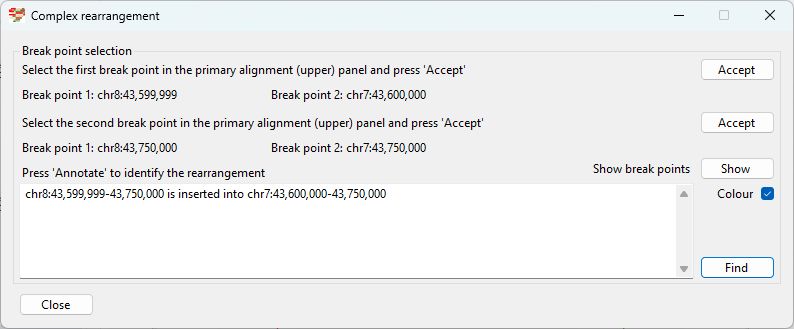 Complex rearrangement
Break point selection
Select the first break point in the primary alignment (upper) panel and press 'Accept'
Accept
Break point 1: chr8:43,599,999 Break point 2: chr7:43,600,000
Select the second break point in the primary alignment (upper) panel and press 'Accept'
Accept
Break point 1: chr8:43,750,000 Break point 2: chr7:43,750,000
Press 'Annotate' to identify the rearrangement
Show break points
Show
chr8:43,599,999-43,750,000 is inserted into chr7:43,600,000-43,750,000
Colour
Find
Close